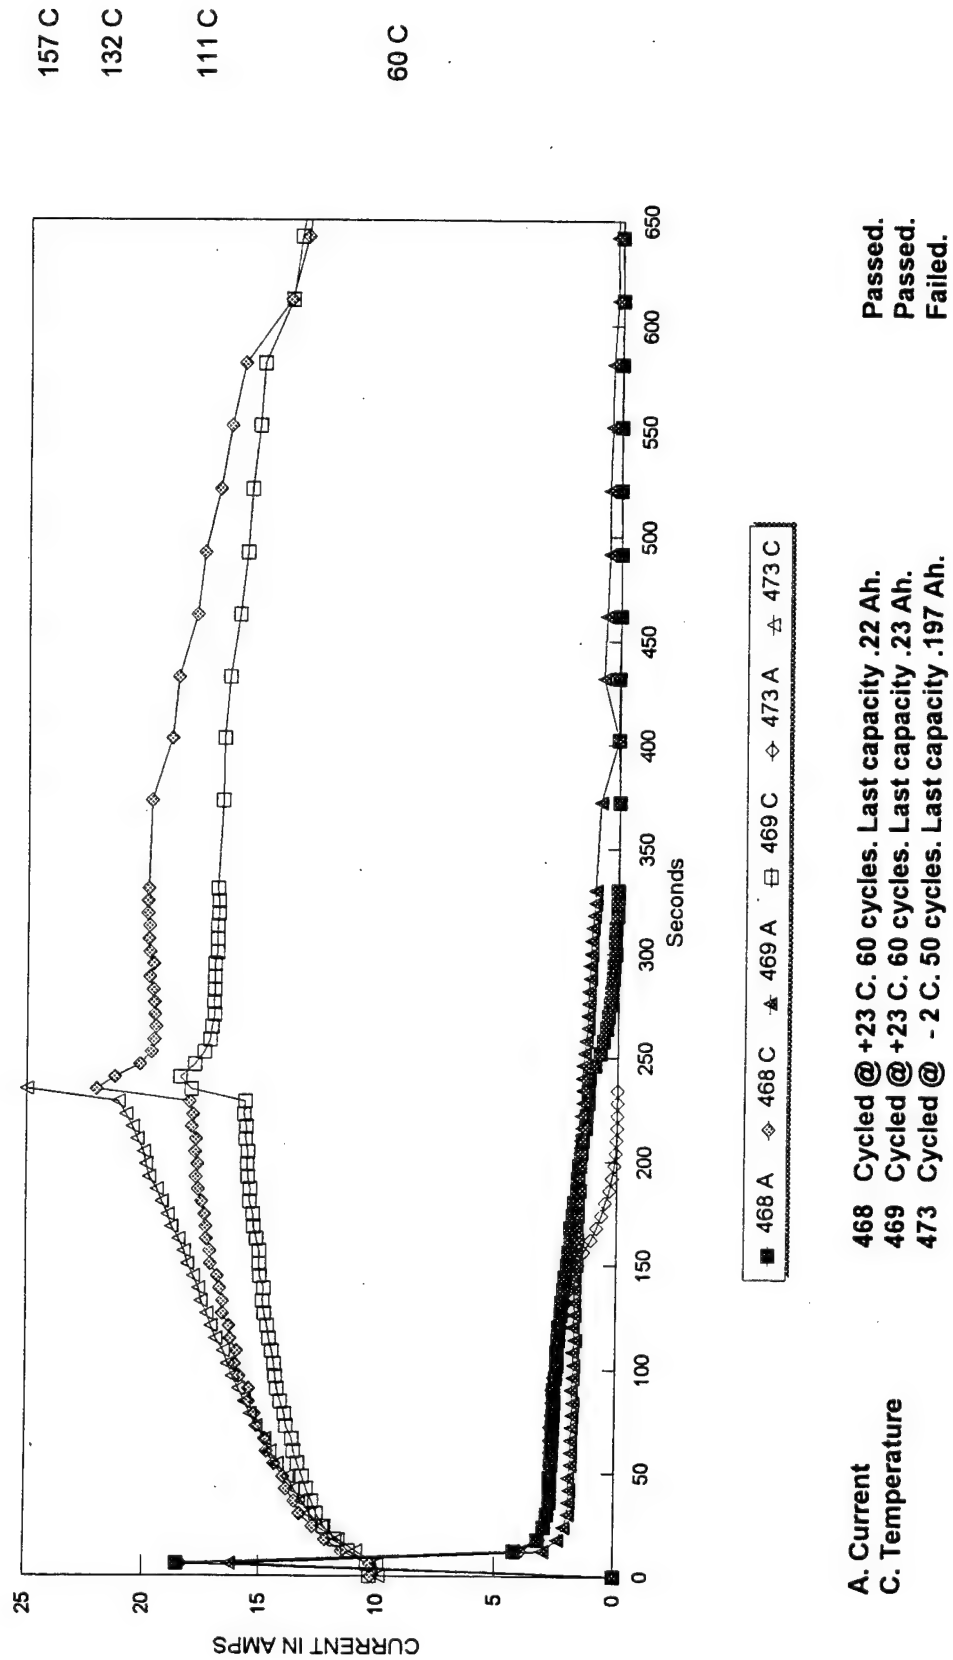 157 C
132 C
111 C
60 C
CURRENT IN AMPS
25
20
15
10
5
0
0 50 100 150 200 250 300 350 400 450 500 550 600 650
Seconds
468 A 468 C 469 A 469 C 473 A 473 C
A. Current
C. Temperature
468 Cycled @ +23 C. 60 cycles. Last capacity .22 Ah. Passed.
469 Cycled @ +23 C. 60 cycles. Last capacity .23 Ah. Passed.
473 Cycled @ - 2 C. 50 cycles. Last capacity .197 Ah. Failed.